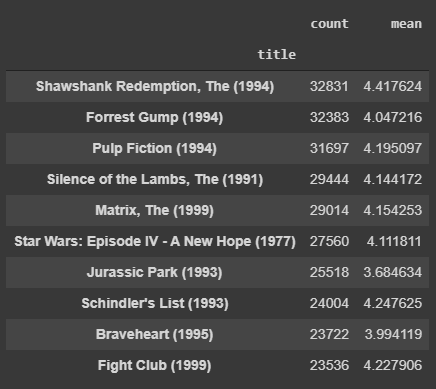 count mean
title
Shawshank Redemption, The (1994) 32831 4.417624
Forrest Gump (1994) 32383 4.047216
Pulp Fiction (1994) 31697 4.195097
Silence of the Lambs, The (1991) 29444 4.144172
Matrix, The (1999) 29014 4.154253
Star Wars: Episode IV - A New Hope (1977) 27560 4.111811
Jurassic Park (1993) 25518 3.684634
Schindler's List (1993) 24004 4.247625
Braveheart (1995) 23722 3.994119
Fight Club (1999) 23536 4.227906